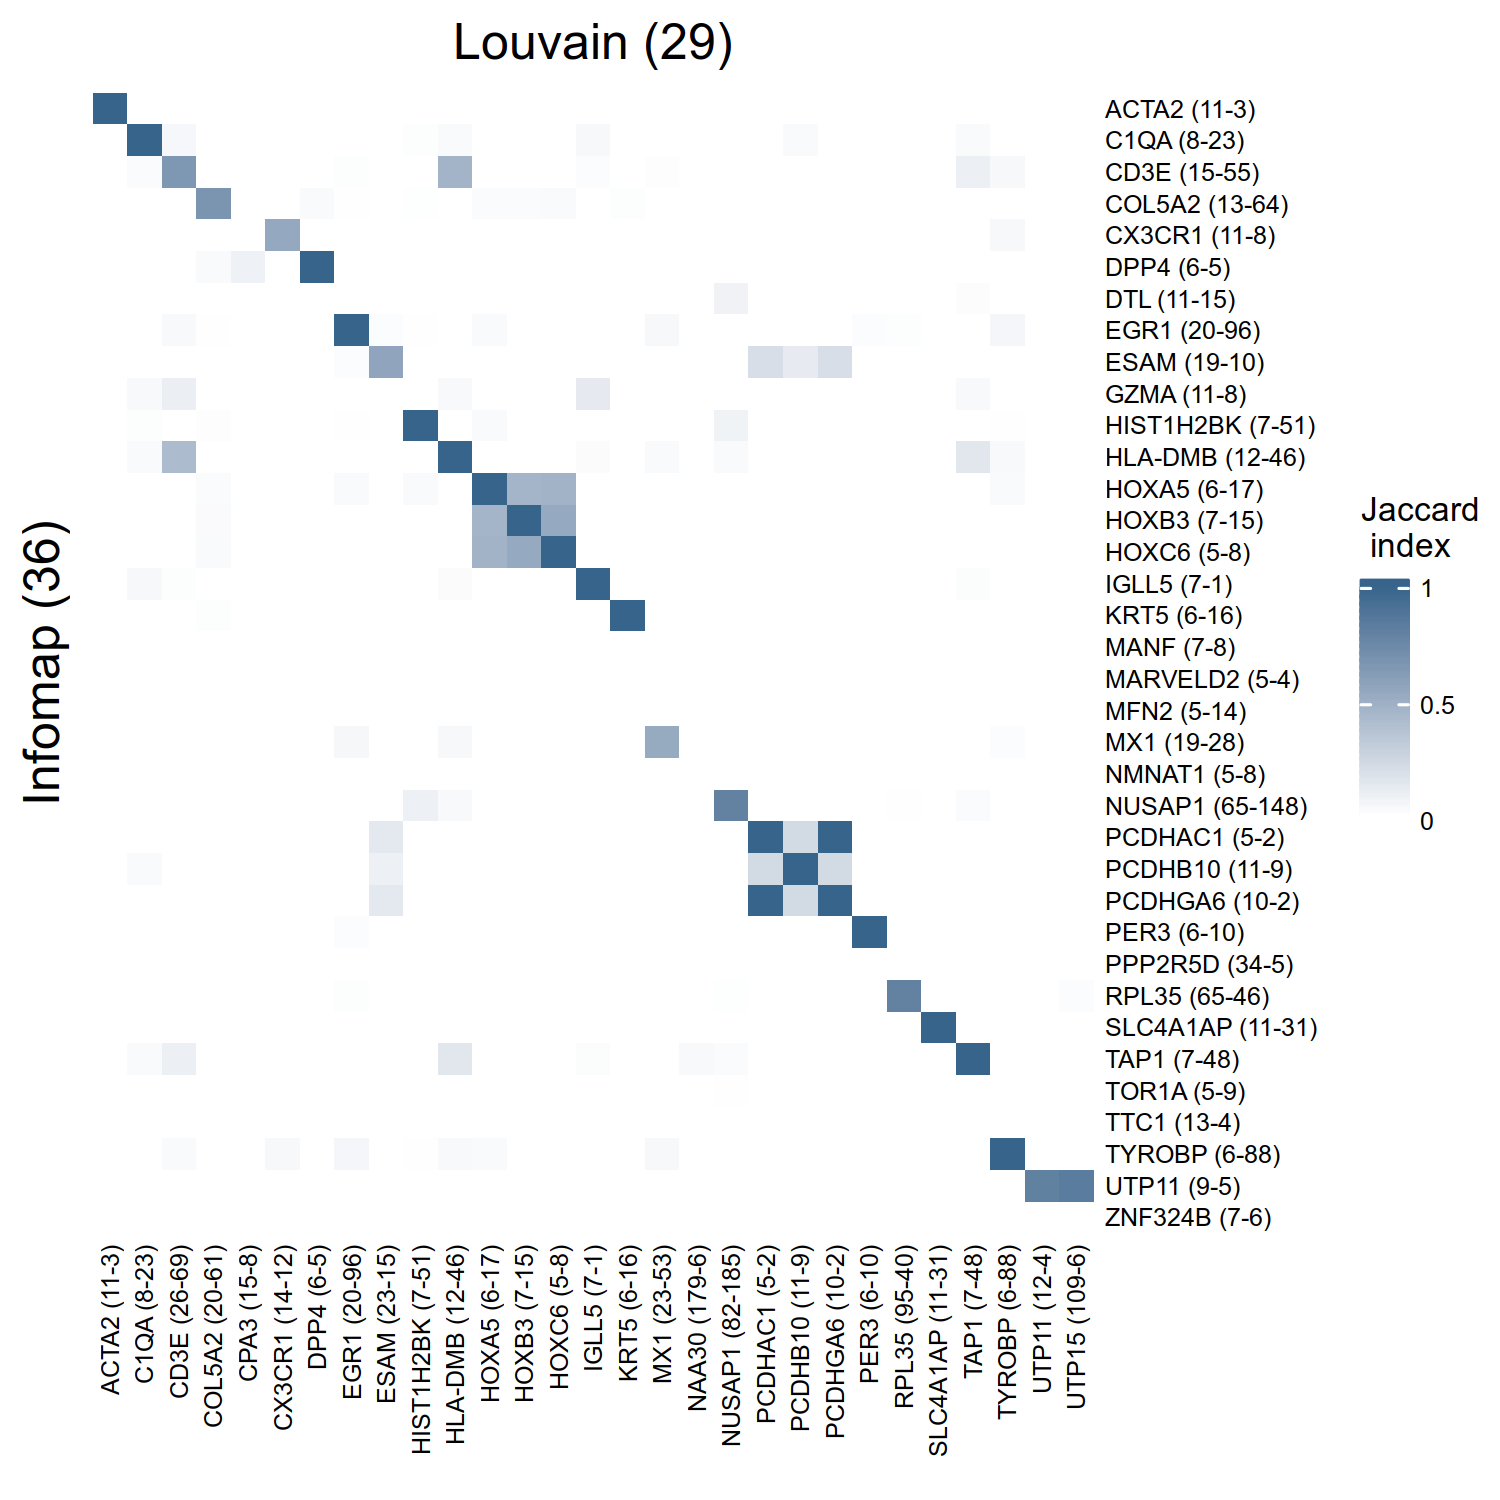 Louvain (29)
Infomap (36)
ACTA2 (11-3)
C1QA (8-23)
CD3E (15-55)
COL5A2 (13-64)
CX3CR1 (11-8)
DPP4 (6-5)
DTL (11-15)
EGR1 (20-96)
ESAM (19-10)
GZMA (11-8)
HIST1H2BK (7-51)
HLA-DMB (12-46)
HOXA5 (6-17)
HOXB3 (7-15)
HOXC6 (5-8)
IGLL5 (7-1)
KRT5 (6-16)
MANF (7-8)
MARVELD2 (5-4)
MFN2 (5-14)
MX1 (19-28)
NMNAT1 (5-8)
NUSAP1 (65-148)
PCDHAC1 (5-2)
PCDHB10 (11-9)
PCDHGA6 (10-2)
PER3 (6-10)
PPP2R5D (34-5)
RPL35 (65-46)
SLC4A1AP (11-31)
TAP1 (7-48)
TOR1A (5-9)
TTC1 (13-4)
TYROBP (6-88)
UTP11 (9-5)
ZNF324B (7-6)
Jaccard
index
1
0.5
0
ACTA2 (11-3)
C1QA (8-23)
CD3E (26-69)
COL5A2 (20-61)
CPA3 (15-8)
CX3CR1 (14-12)
DPP4 (6-5)
EGR1 (20-96)
ESAM (23-15)
HIST1H2BK (7-51)
HLA-DMB (12-46)
HOXA5 (6-17)
HOXB3 (7-15)
HOXC6 (5-8)
IGLL5 (7-1)
KRT5 (6-16)
MX1 (23-53)
NAA30 (179-6)
NUSAP1 (82-185)
PCDHAC1 (5-2)
PCDHB10 (11-9)
PCDHGA6 (10-2)
PER3 (6-10)
RPL35 (95-40)
SLC4A1AP (11-31)
TAP1 (7-48)
TYROBP (6-88)
UTP11 (12-4)
UTP15 (109-6)